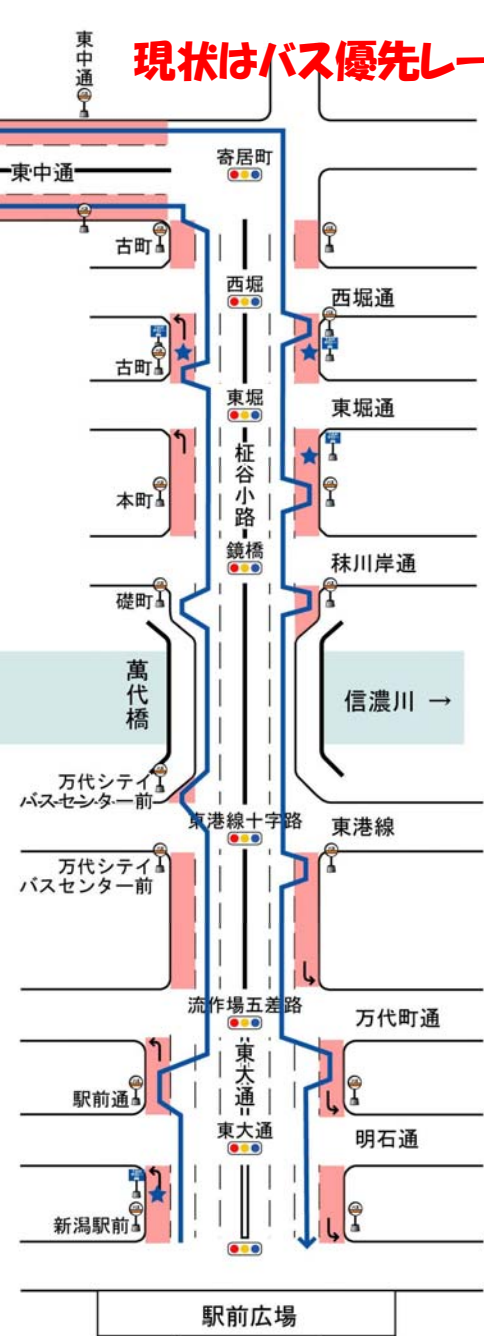 現状はバス優先レー
東中通
東中通
寄居町
古町
西堀
西堀通
古町
東堀
東堀通
柾谷小路
本町
鏡橋
秣川岸通
礎町
萬代橋
信濃川 →
万代シテイ
バスセンター前
東港線十字路
東港線
万代シテイ
バスセンター前
流作場五差路
万代町通
東大通
駅前通
東大通
明石通
新潟駅前
駅前広場